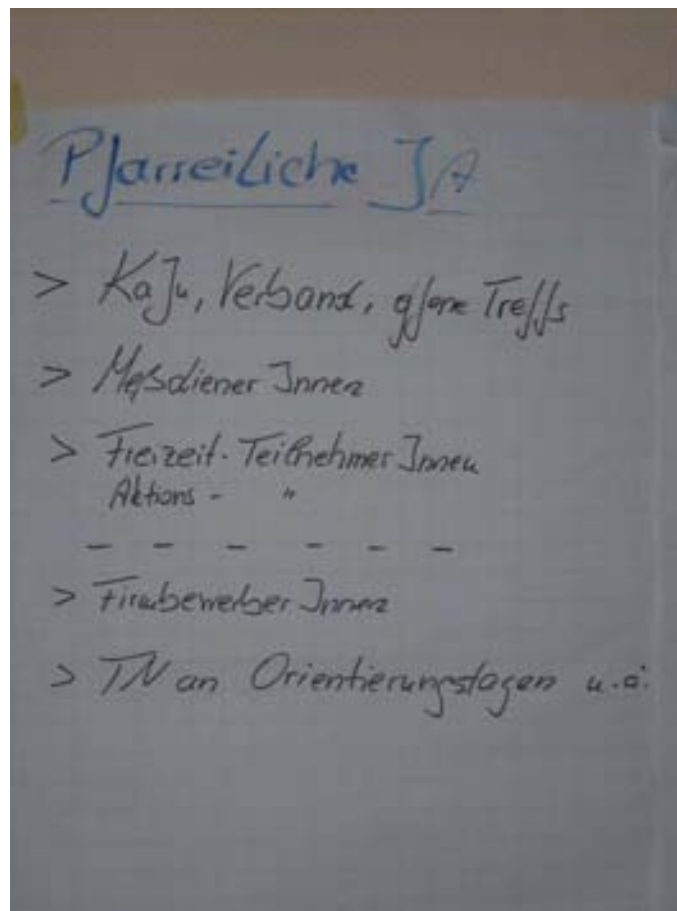 Pfarreiliche JA
> KaJu, Verband, offene Treffs
> MeßdienerInnen
> Freizeit-TeilnehmerInnen
Aktions- "
- - - - - -
> FirmbewerberInnen
> TN an Orientierungstagen u.ä.